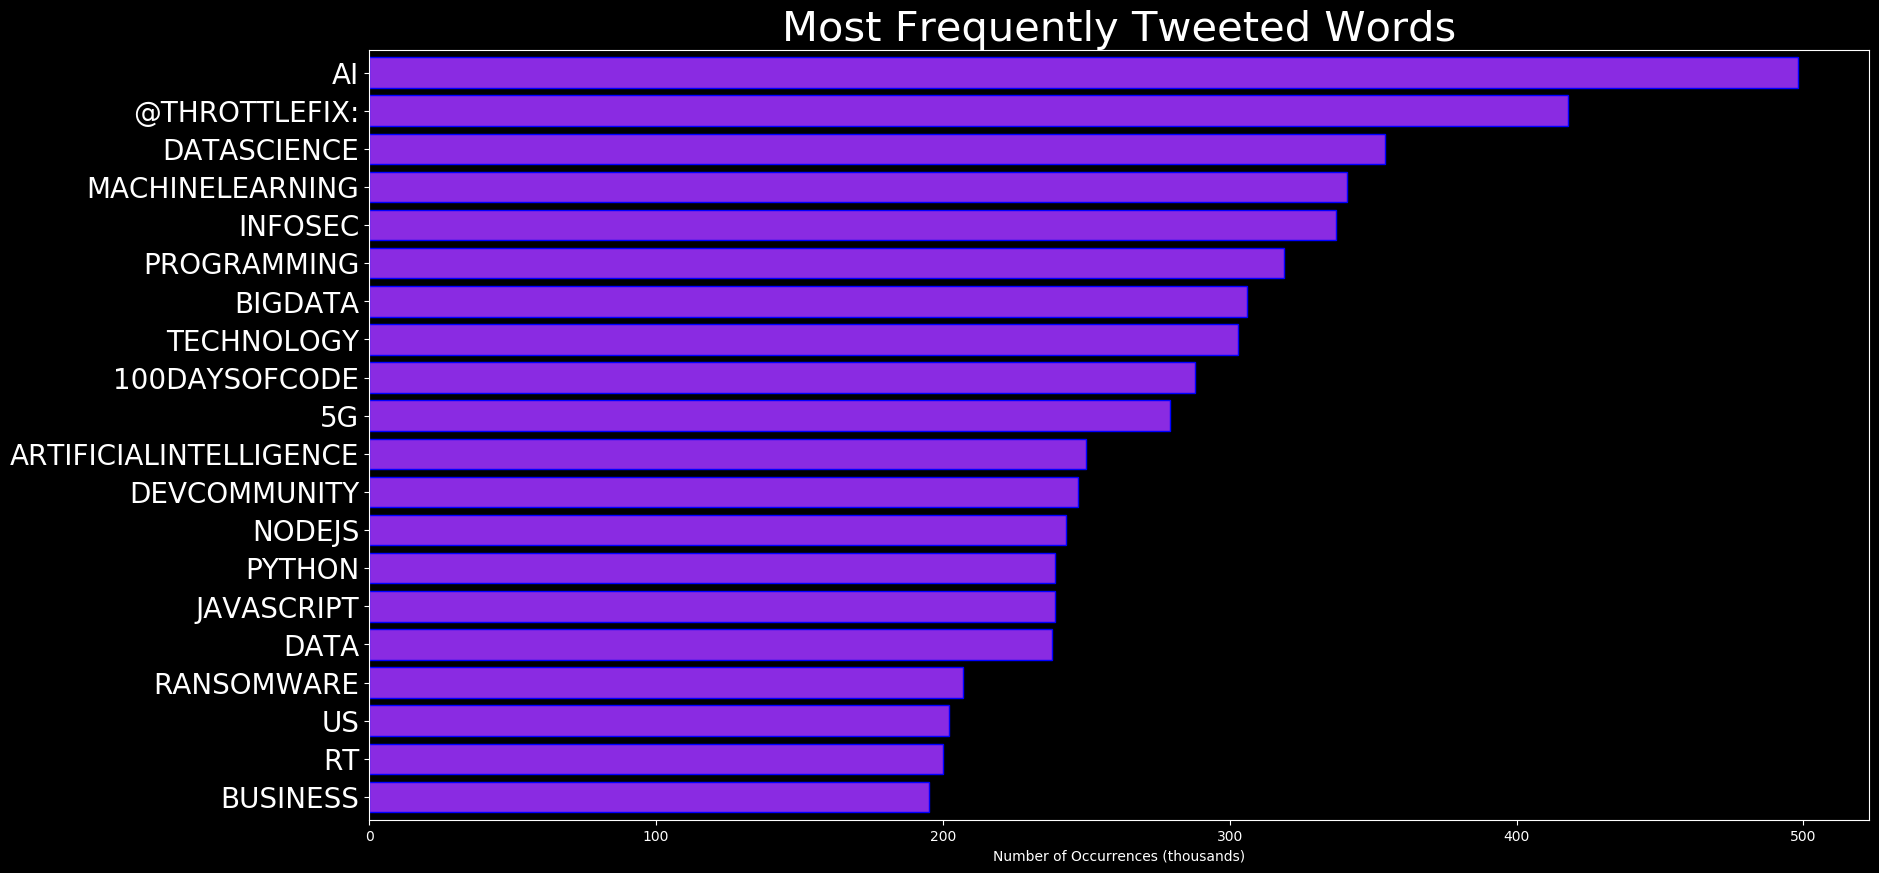 Most Frequently Tweeted Words
AI
@THROTTLEFIX:
DATASCIENCE
MACHINELEARNING
INFOSEC
PROGRAMMING
BIGDATA
TECHNOLOGY
100DAYSOFCODE
5G
ARTIFICIALINTELLIGENCE
DEVCOMMUNITY
NODEJS
PYTHON
JAVASCRIPT
DATA
RANSOMWARE
US
RT
BUSINESS
0 100 200 300 400 500
Number of Occurrences (thousands)